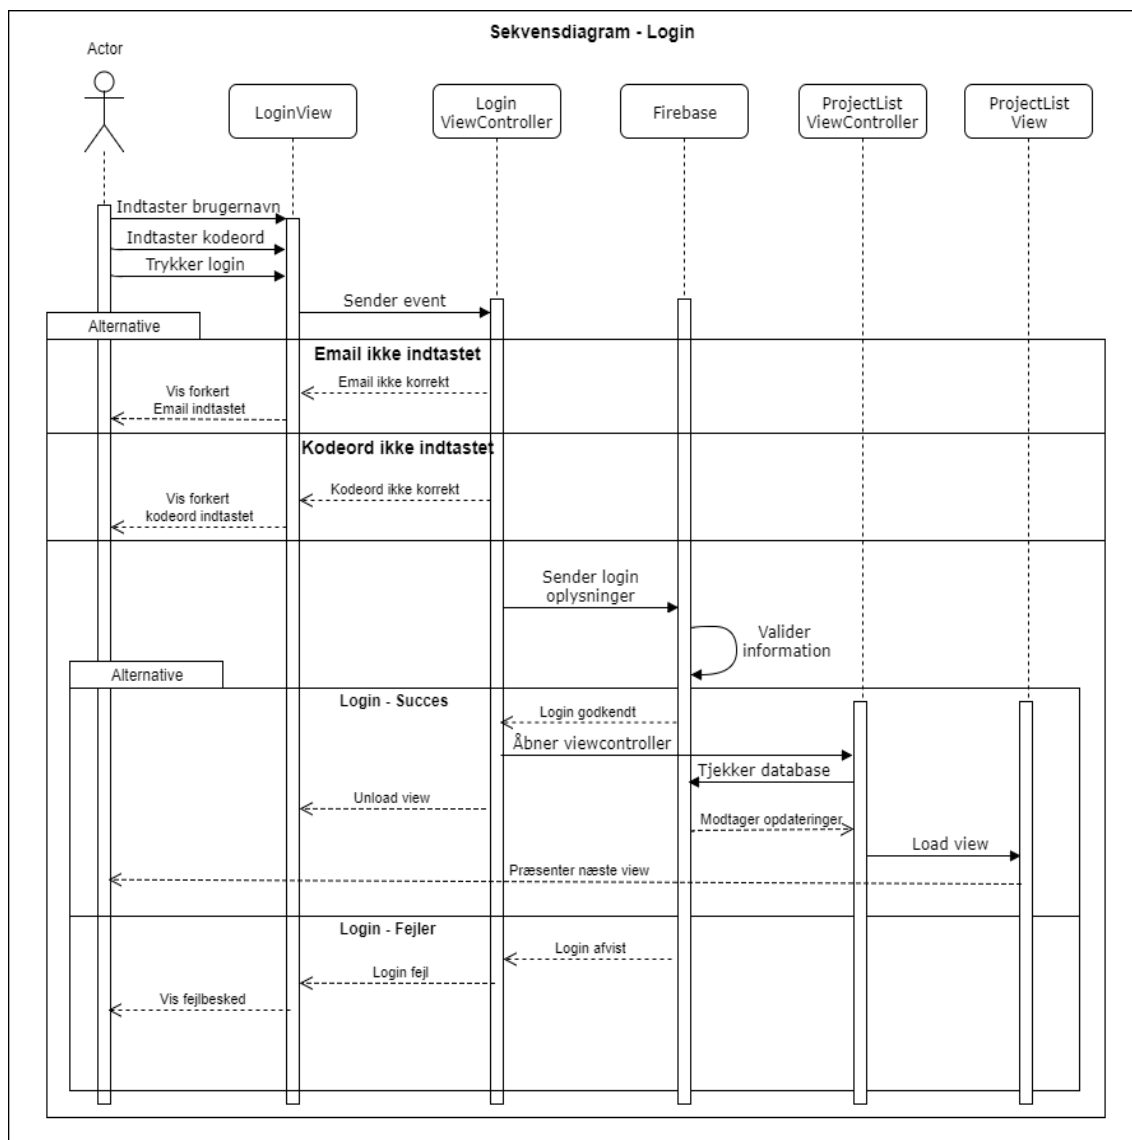 Sekvensdiagram - Login
Actor
LoginView
Login
ViewController
Firebase
ProjectList
ViewController
ProjectList
View
Indtaster brugernavn
Indtaster kodeord
Trykker login
Sender event
Alternative
Email ikke indtastet
Email ikke korrekt
Vis forkert
Email indtastet
Kodeord ikke indtastet
Kodeord ikke korrekt
Vis forkert
kodeord indtastet
Sender login
oplysninger
Valider
information
Alternative
Login - Succes
Login godkendt
Åbner viewcontroller
Tjekker database
Unload view
Modtager opdateringer
Load view
Præsenter næste view
Login - Fejler
Login afvist
Login fejl
Vis fejlbesked